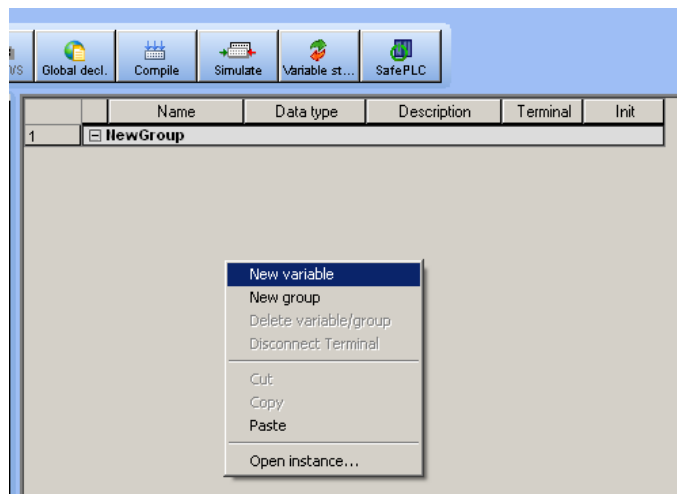 Global decl.
Compile
Simulate
Variable st...
SafePLC
Name
Data type
Description
Terminal
Init
1
NewGroup
New variable
New group
Delete variable/group
Disconnect Terminal
Cut
Copy
Paste
Open instance...